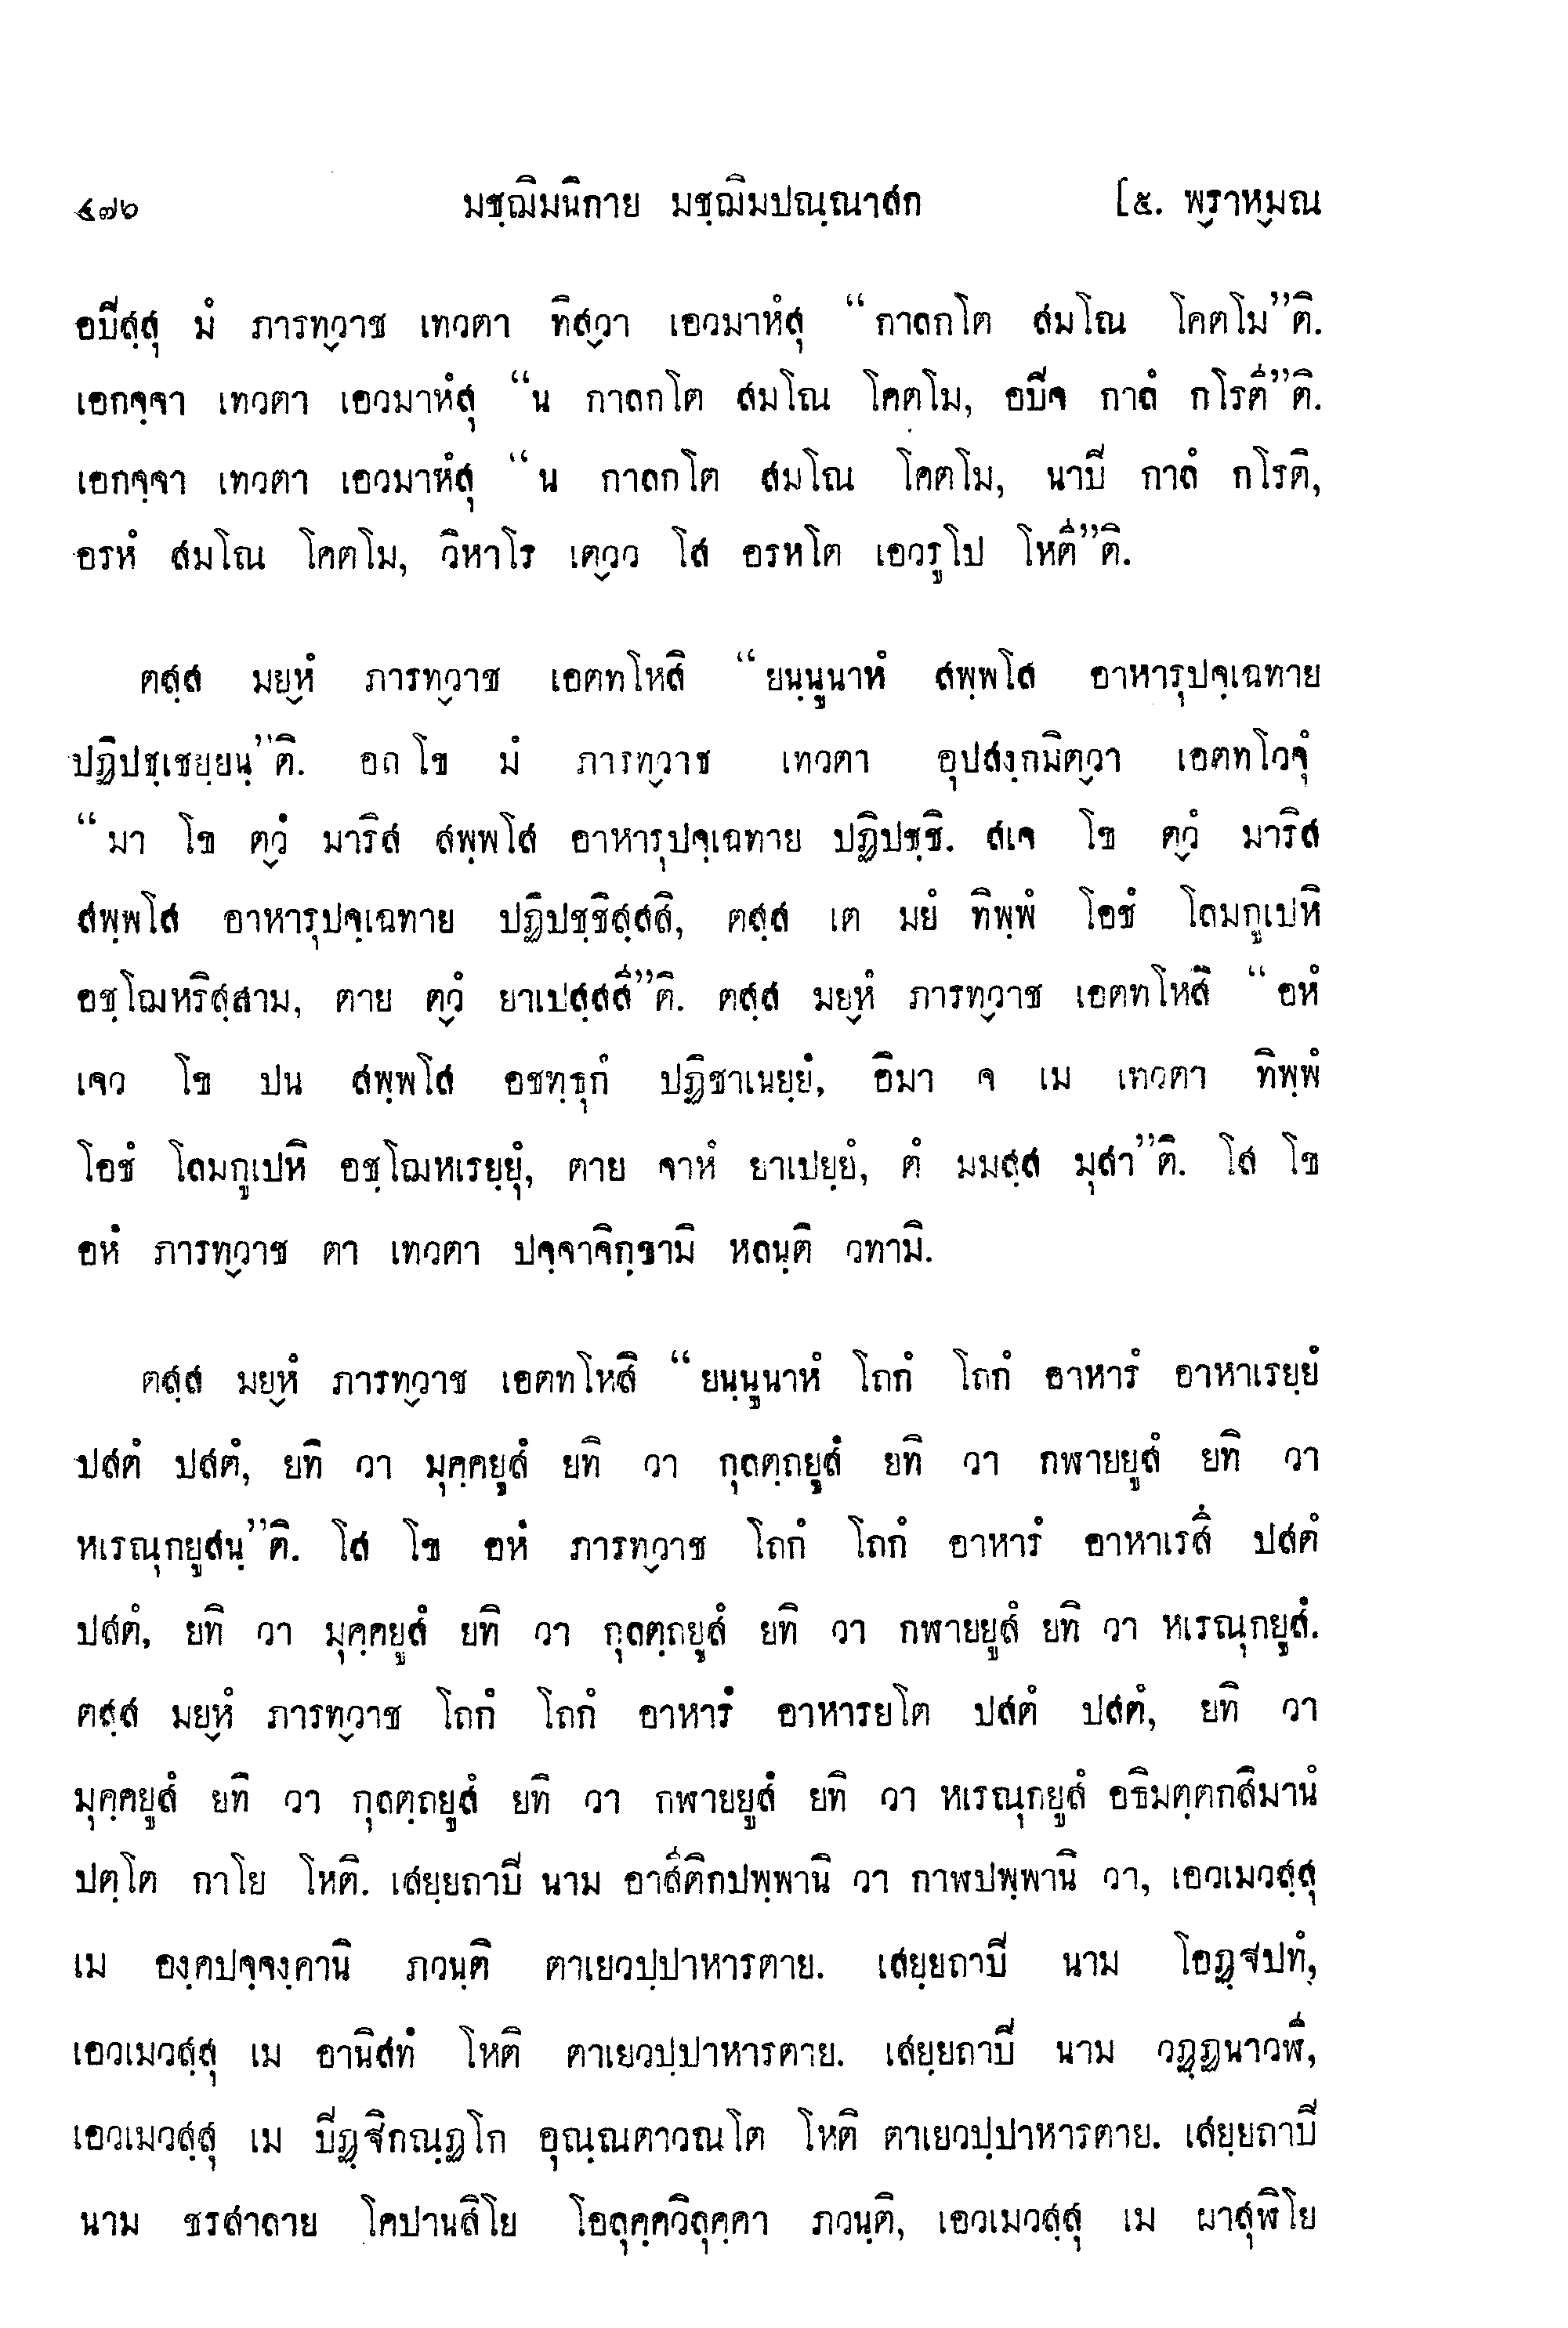 ๔๗๖ มชฺฌิมนิกาย มชฺฌิมปณฺณาสก [๕. พฺราหฺมณ
อปีสฺสุ มํ ภารทฺวาช เทวตา ทิสฺวา เอวมาหํสุ “กาลกโต สมโณ โคตโม”ติ.
เอกจฺจา เทวตา เอวมาหํสุ “น กาลกโต สมโณ โคตโม, อปิจ กาลํ กโรตี”ติ.
เอกจฺจา เทวตา เอวมาหํสุ “น กาลกโต สมโณ โคตโม, นาปิ กาลํ กโรติ,
อรหํ สมโณ โคตโม, วิหาโร เตฺวว โส อรหโต เอวรูโป โหตี”ติ.
ตสฺส มยฺหํ ภารทฺวาช เอตทโหสิ “ยนฺนูนาหํ สพฺพโส อาหารุปจฺเฉทาย
ปฏิปชฺเชยฺยนฺ”ติ. อถ โข มํ ภารทฺวาช เทวตา อุปสงฺกมิตฺวา เอตทโวจุํ
“มา โข ตฺวํ มาริส สพฺพโส อาหารุปจฺเฉทาย ปฏิปชฺชิ. สเจ โข ตฺวํ มาริส
สพฺพโส อาหารุปจฺเฉทาย ปฏิปชฺชิสฺสสิ, ตสฺส เต มยํ ทิพฺพํ โอชํ โลมกูเปหิ
อชฺโฌหริสฺสาม, ตาย ตฺวํ ยาเปสฺสสี”ติ. ตสฺส มยฺหํ ภารทฺวาช เอตทโหสิ “อหํ
เจว โข ปน สพฺพโส อชทฺธุกํ ปฏิชาเนยฺยํ, อิมา จ เม เทวตา ทิพฺพํ
โอชํ โลมกูเปหิ อชฺโฌหเรยฺยุํ, ตาย จาหํ ยาเปยฺยํ, ตํ มมสฺส มุสา”ติ. โส โข
อหํ ภารทฺวาช ตา เทวตา ปจฺจาจิกฺขามิ หลนฺติ วทามิ.
ตสฺส มยฺหํ ภารทฺวาช เอตทโหสิ “ยนฺนูนาหํ โถกํ โถกํ อาหารํ อาหาเรยฺยํ
ปสตํ ปสตํ, ยทิ วา มุคฺคยูสํ ยทิ วา กุลตฺถยูสํ ยทิ วา กฬายยูสํ ยทิ วา
หเรณุกยูสนฺ”ติ. โส โข อหํ ภารทฺวาช โถกํ โถกํ อาหารํ อาหาเรสึ ปสตํ
ปสตํ, ยทิ วา มุคฺคยูสํ ยทิ วา กุลตฺถยูสํ ยทิ วา กฬายยูสํ ยทิ วา หเรณุกยูสํ.
ตสฺส มยฺหํ ภารทฺวาช โถกํ โถกํ อาหารํ อาหารยโต ปสตํ ปสตํ, ยทิ วา
มุคฺคยูสํ ยทิ วา กุลตฺถยูสํ ยทิ วา กฬายยูสํ ยทิ วา หเรณุกยูสํ อธิมตฺตกสิมานํ
ปตฺโต กาโย โหติ. เสยฺยถาปิ นาม อาสีติกปพฺพานิ วา กาฬปพฺพานิ วา, เอวเมวสฺสุ
เม องฺคปจฺจงฺคานิ ภวนฺติ ตาเยวปฺปาหารตาย. เสยฺยถาปิ นาม โอฏฺฐปทํ,
เอวเมวสฺสุ เม อานิสทํ โหติ ตาเยวปฺปาหารตาย. เสยฺยถาปิ นาม วฏฺฏนาวฬี,
เอวเมวสฺสุ เม ปิฏฺฐิกณฺฏโก อุณฺณตาวณโต โหติ ตาเยวปฺปาหารตาย. เสยฺยถาปิ
นาม ชรสาลาย โคปานสิโย โอลุคฺควิลุคฺคา ภวนฺติ, เอวเมวสฺสุ เม ผาสุฬิโย